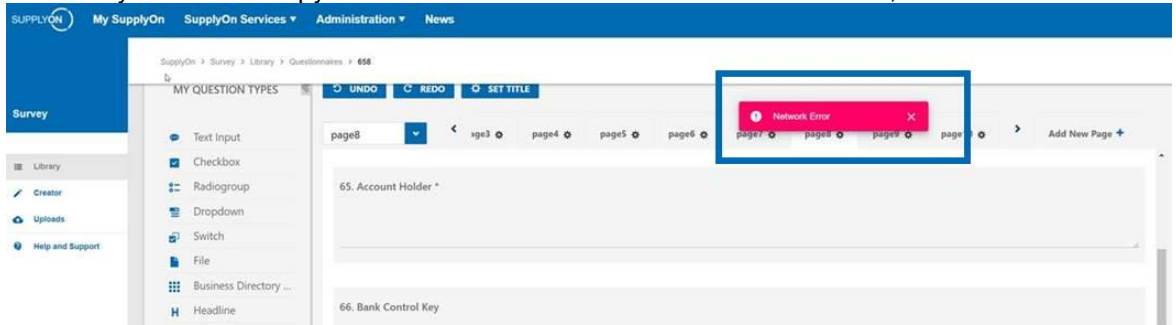 SUPPLYON My SupplyOn SupplyOn Services ▾ Administration ▾ News
SupplyOn > Survey > Library > Questionnaires > 658
MY QUESTION TYPES
UNDO REDO SET TITLE
Network Error
Survey
Text Input
page8 page4 page5 page6 page7 page8 page9 Add New Page +
Library
Checkbox
Creator
Radiogroup
65. Account Holder *
Uploads
Dropdown
Help and Support
Switch
File
Business Directory ...
Headline
66. Bank Control Key